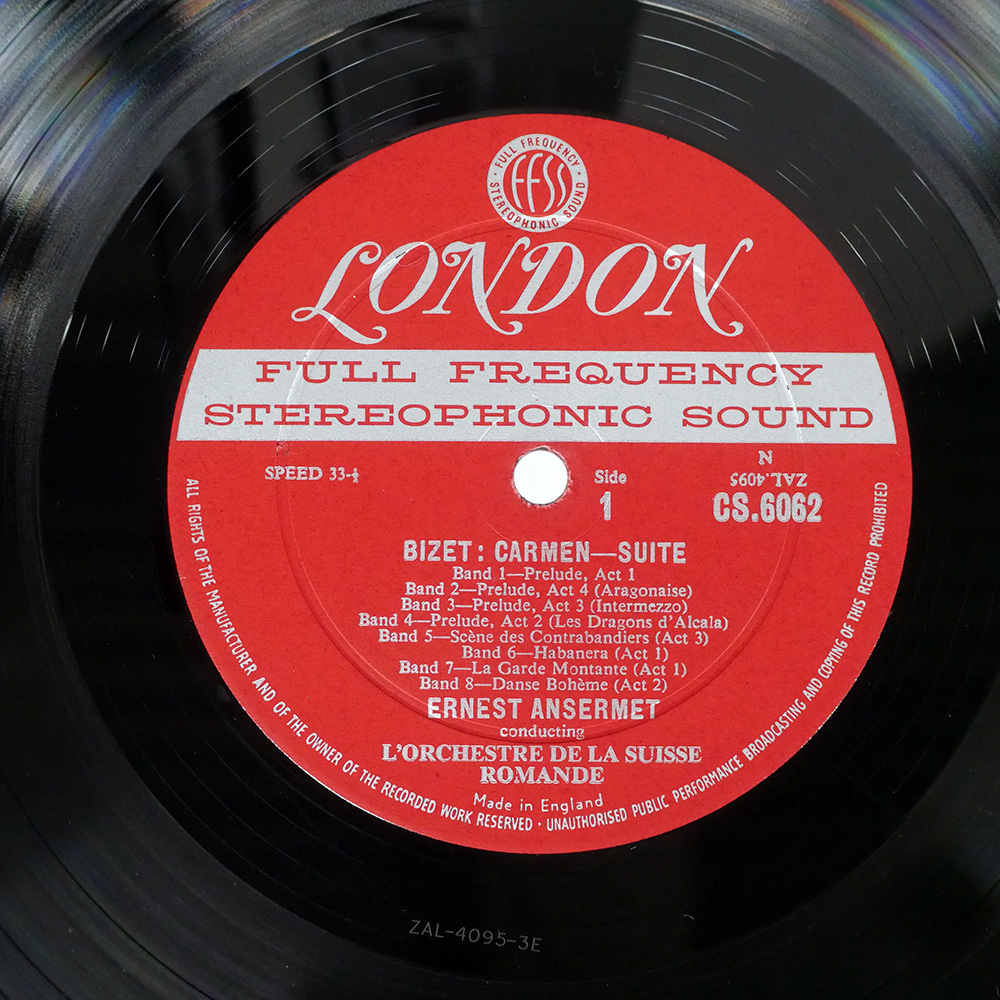 · FULL FREQUENCY ·
FFSS
STEREOPHONIC SOUND
LONDON
FULL FREQUENCY
STEREOPHONIC SOUND
SPEED 33-⅓
Side
1
N
ZAL.4095
CS.6062
BIZET: CARMEN—SUITE
Band 1—Prelude, Act 1
Band 2—Prelude, Act 4 (Aragonaise)
Band 3—Prelude, Act 3 (Intermezzo)
Band 4—Prelude, Act 2 (Les Dragons d'Alcala)
Band 5—Scène des Contrabandiers (Act 3)
Band 6—Habanera (Act 1)
Band 7—La Garde Montante (Act 1)
Band 8—Danse Bohème (Act 2)
ERNEST ANSERMET
conducting
L'ORCHESTRE DE LA SUISSE
ROMANDE
Made in England
ALL RIGHTS OF THE MANUFACTURER AND OF THE OWNER OF THE RECORDED WORK RESERVED · UNAUTHORISED PUBLIC PERFORMANCE BROADCASTING AND COPYING OF THIS RECORD PROHIBITED
ZAL-4095-3E